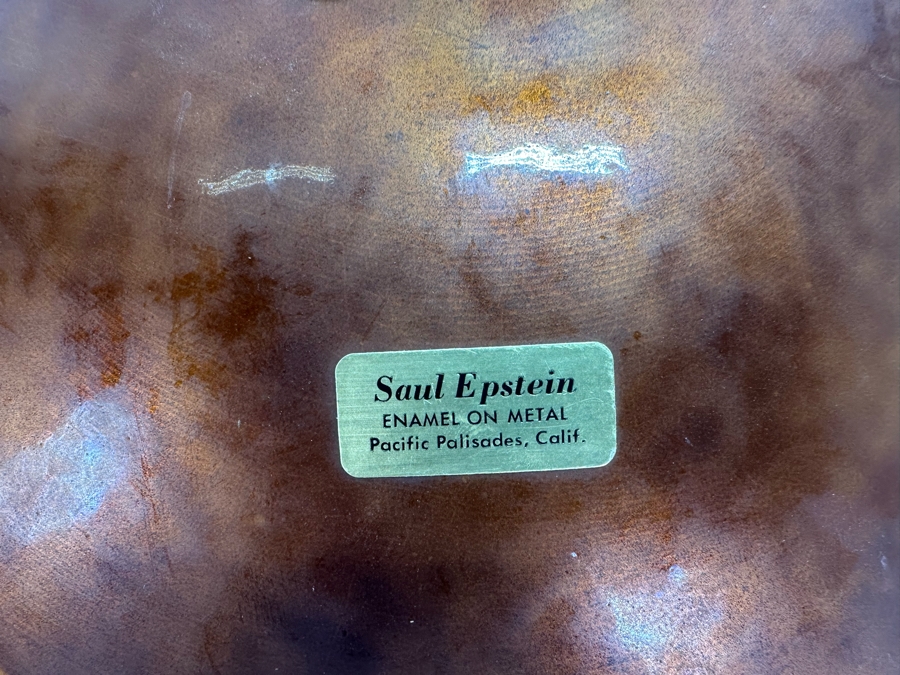 Saul Epstein
ENAMEL ON METAL
Pacific Palisades, Calif.